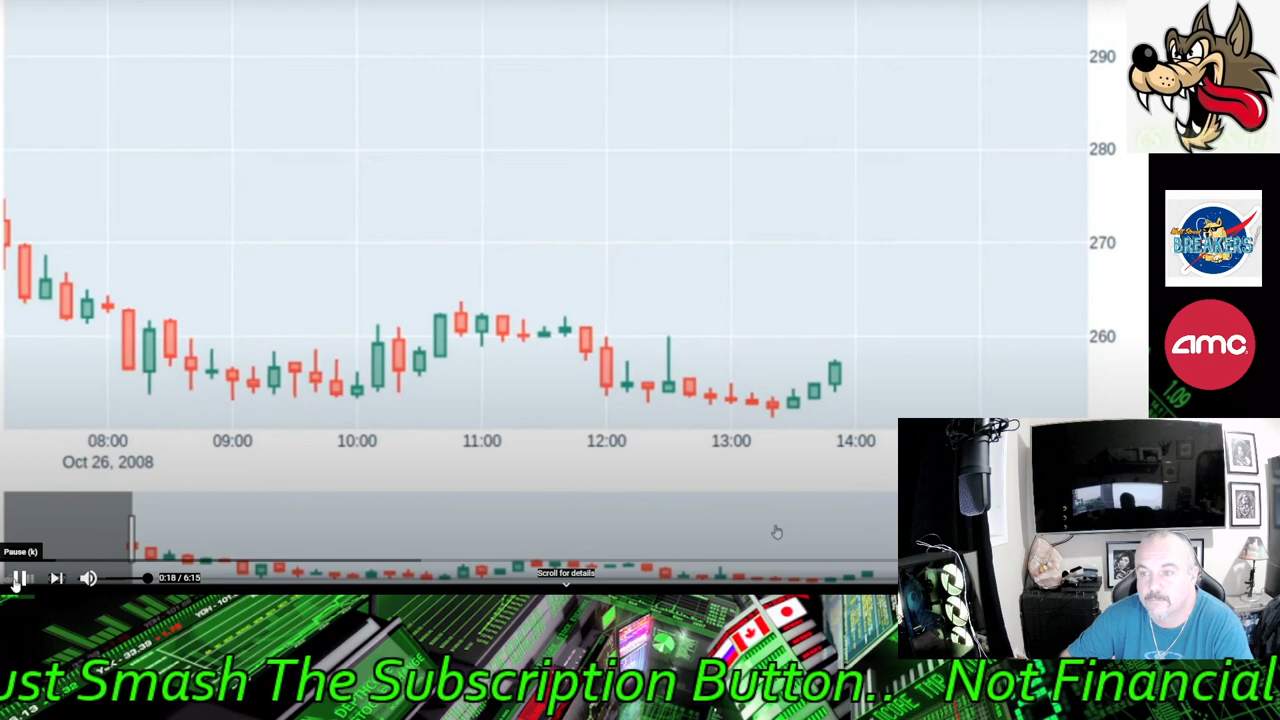 290
280
270
260
BREAKERS
amc
1.09
08:00 09:00 10:00 11:00 12:00 13:00 14:00
Oct 26, 2008
Pause (k)
0:18 / 6:15
Scroll for details
ust Smash The Subscription Button.. Not Financial